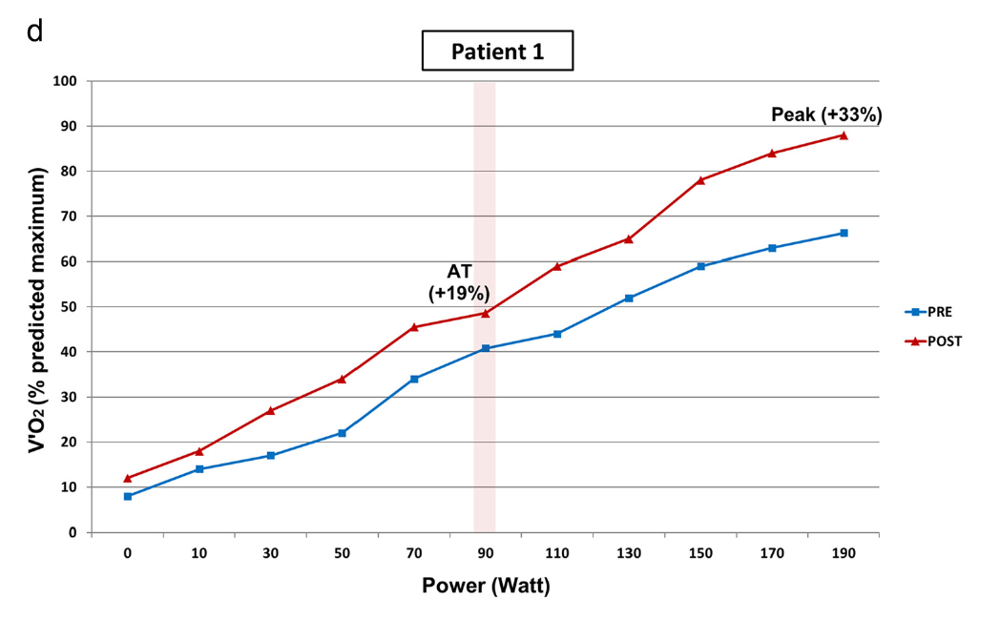 d
Patient 1
100
90
80
70
60
50
40
30
20
10
0
V'O2 (% predicted maximum)
Peak (+33%)
AT
(+19%)
PRE
POST
0 10 30 50 70 90 110 130 150 170 190
Power (Watt)